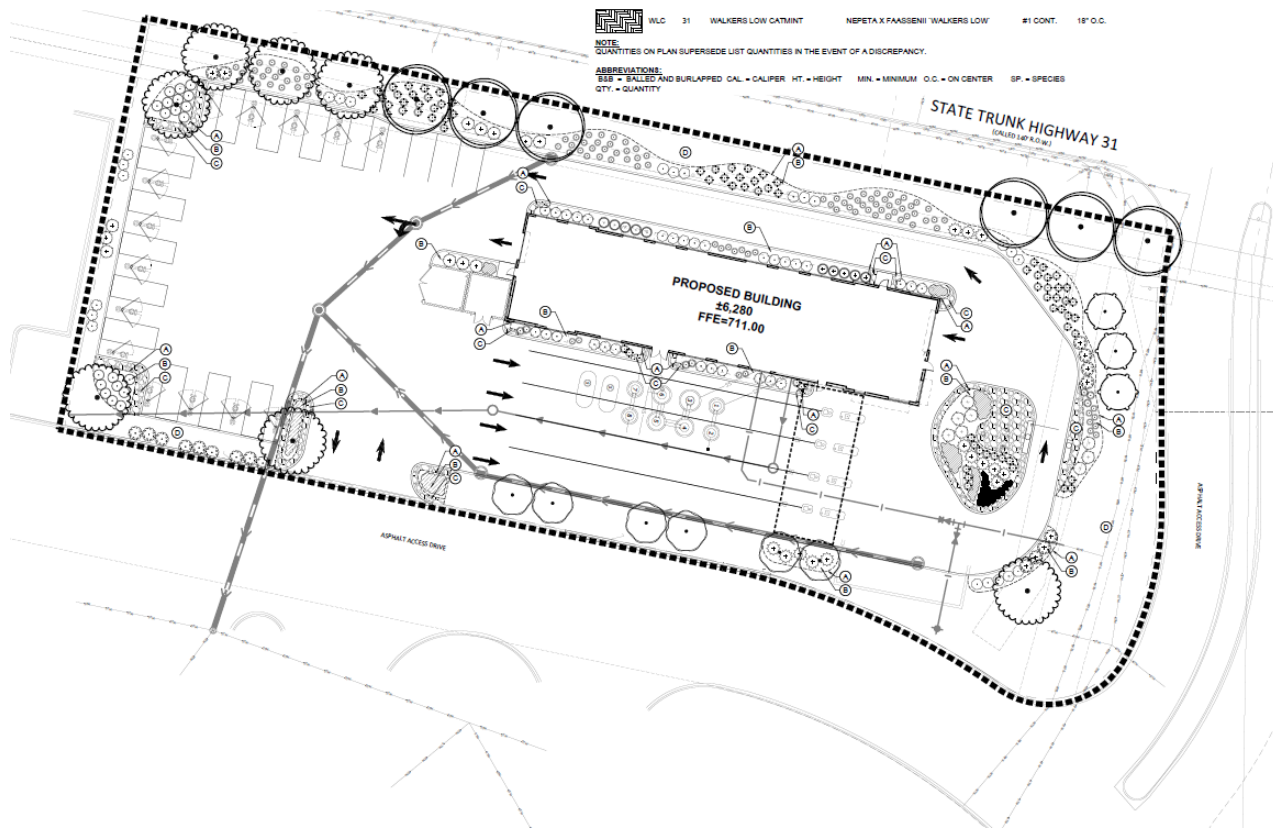 WLC 31 WALKERS LOW CATMINT NEPETA X FAASSENII 'WALKERS LOW' #1 CONT. 18" O.C.
NOTE:
QUANTITIES ON PLAN SUPERSEDE LIST QUANTITIES IN THE EVENT OF A DISCREPANCY.
ABBREVIATIONS:
B&B = BALLED AND BURLAPPED CAL. = CALIPER HT. = HEIGHT MIN. = MINIMUM O.C. = ON CENTER SP. = SPECIES
QTY. = QUANTITY
STATE TRUNK HIGHWAY 31
(CALLED 140' R.O.W.)
A
B
C
D
A
B
A
C
B
B
A
C
PROPOSED BUILDING
±6,280
FFE=711.00
C
A
A
C
B
B
A
C
A
B
C
A
B
C
A
B
C
C
A
B
A
C
D
A
B
C
D
ASPHALT ACCESS DRIVE
ASPHALT ACCESS DRIVE
A
B
A
B